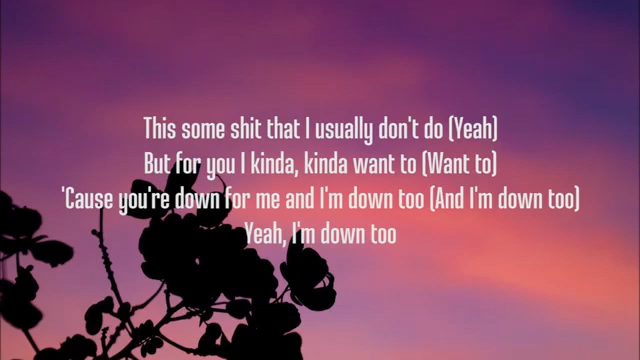 This some shit that I usually don't do (Yeah)
But for you I kinda, kinda want to (Want to)
'Cause you're down for me and I'm down too (And I'm down too)
Yeah, I'm down too